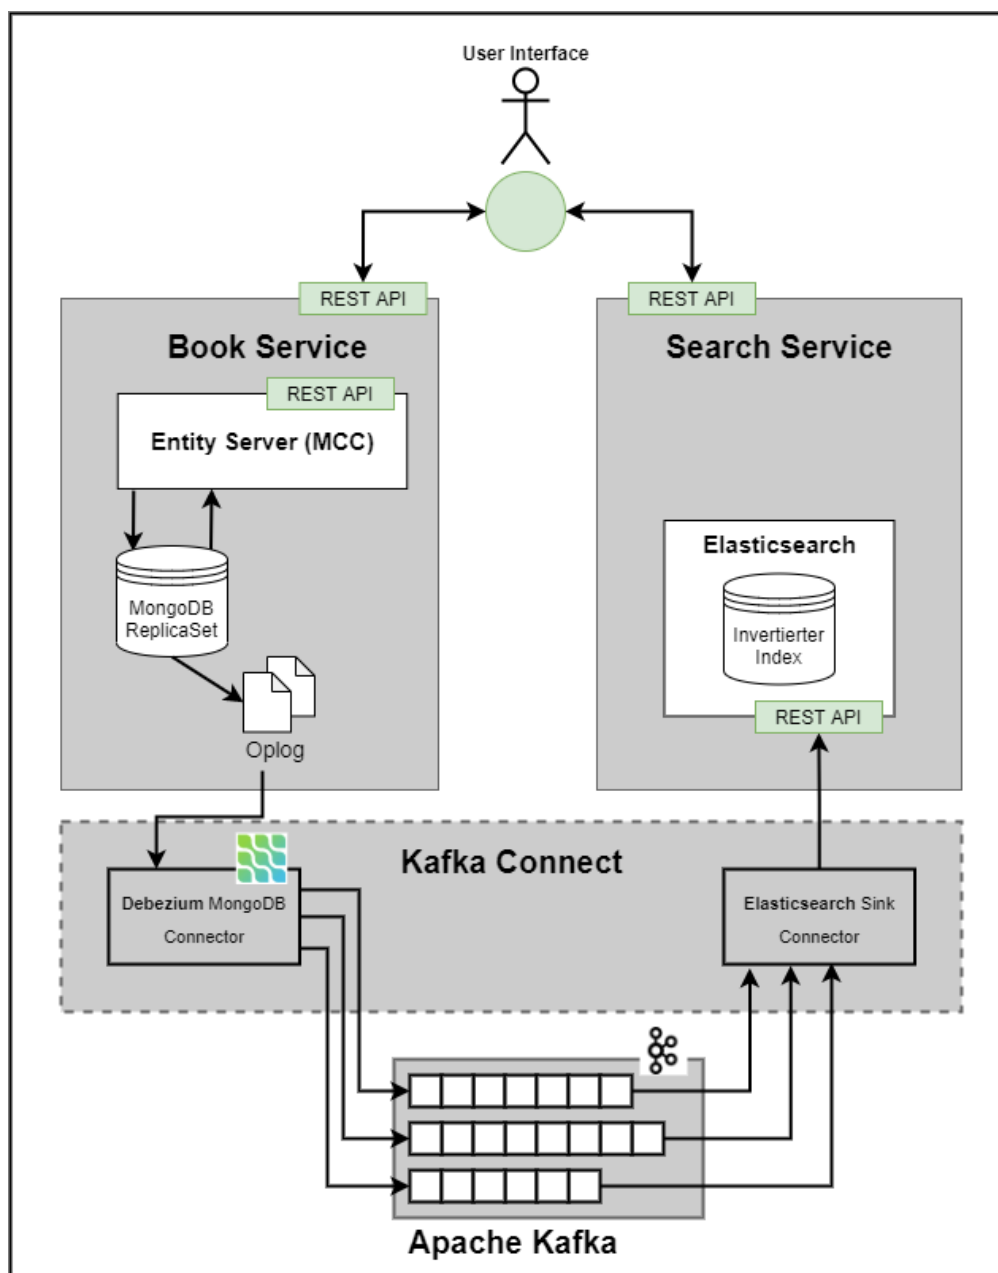 User Interface
REST API
REST API
Book Service
Search Service
REST API
Entity Server (MCC)
MongoDB
ReplicaSet
Oplog
Elasticsearch
Invertierter
Index
REST API
Kafka Connect
Debezium MongoDB
Connector
Elasticsearch Sink
Connector
Apache Kafka